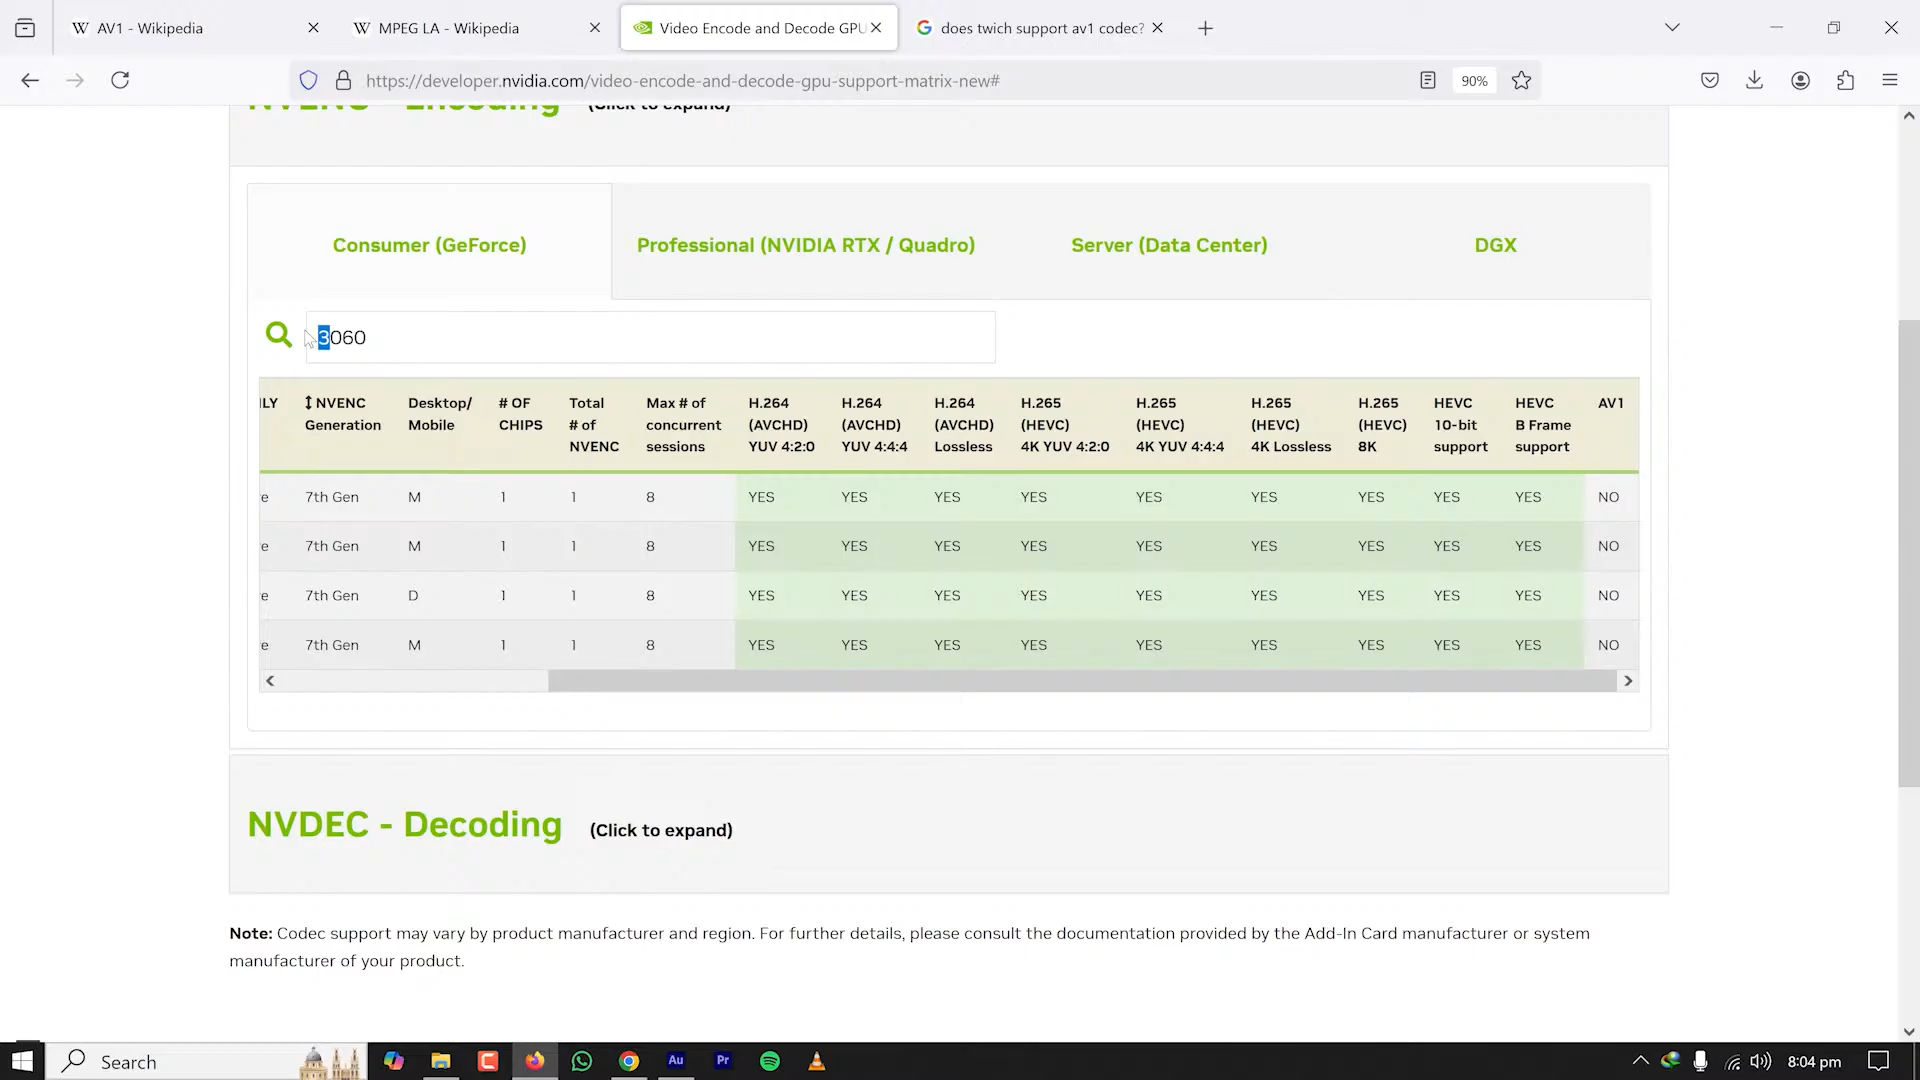 AV1 - Wikipedia
MPEG LA - Wikipedia
Video Encode and Decode GPU
does twich support av1 codec?
https://developer.nvidia.com/video-encode-and-decode-gpu-support-matrix-new#
90%
NVENC - Encoding (Click to expand)
Consumer (GeForce) Professional (NVIDIA RTX / Quadro) Server (Data Center) DGX
3060
ILY NVENC Desktop/ # OF Total Max # of H.264 H.264 H.264 H.265 H.265 H.265 H.265 HEVC HEVC AV1
Generation Mobile CHIPS # of concurrent (AVCHD) (AVCHD) (AVCHD) (HEVC) (HEVC) (HEVC) (HEVC) 10-bit B Frame
NVENC sessions YUV 4:2:0 YUV 4:4:4 Lossless 4K YUV 4:2:0 4K YUV 4:4:4 4K Lossless 8K support support
e 7th Gen M 1 1 8 YES YES YES YES YES YES YES YES YES NO
e 7th Gen M 1 1 8 YES YES YES YES YES YES YES YES YES NO
e 7th Gen D 1 1 8 YES YES YES YES YES YES YES YES YES NO
e 7th Gen M 1 1 8 YES YES YES YES YES YES YES YES YES NO
NVDEC - Decoding (Click to expand)
Note: Codec support may vary by product manufacturer and region. For further details, please consult the documentation provided by the Add-In Card manufacturer or system
manufacturer of your product.
Search
Au
Pr
8:04 pm